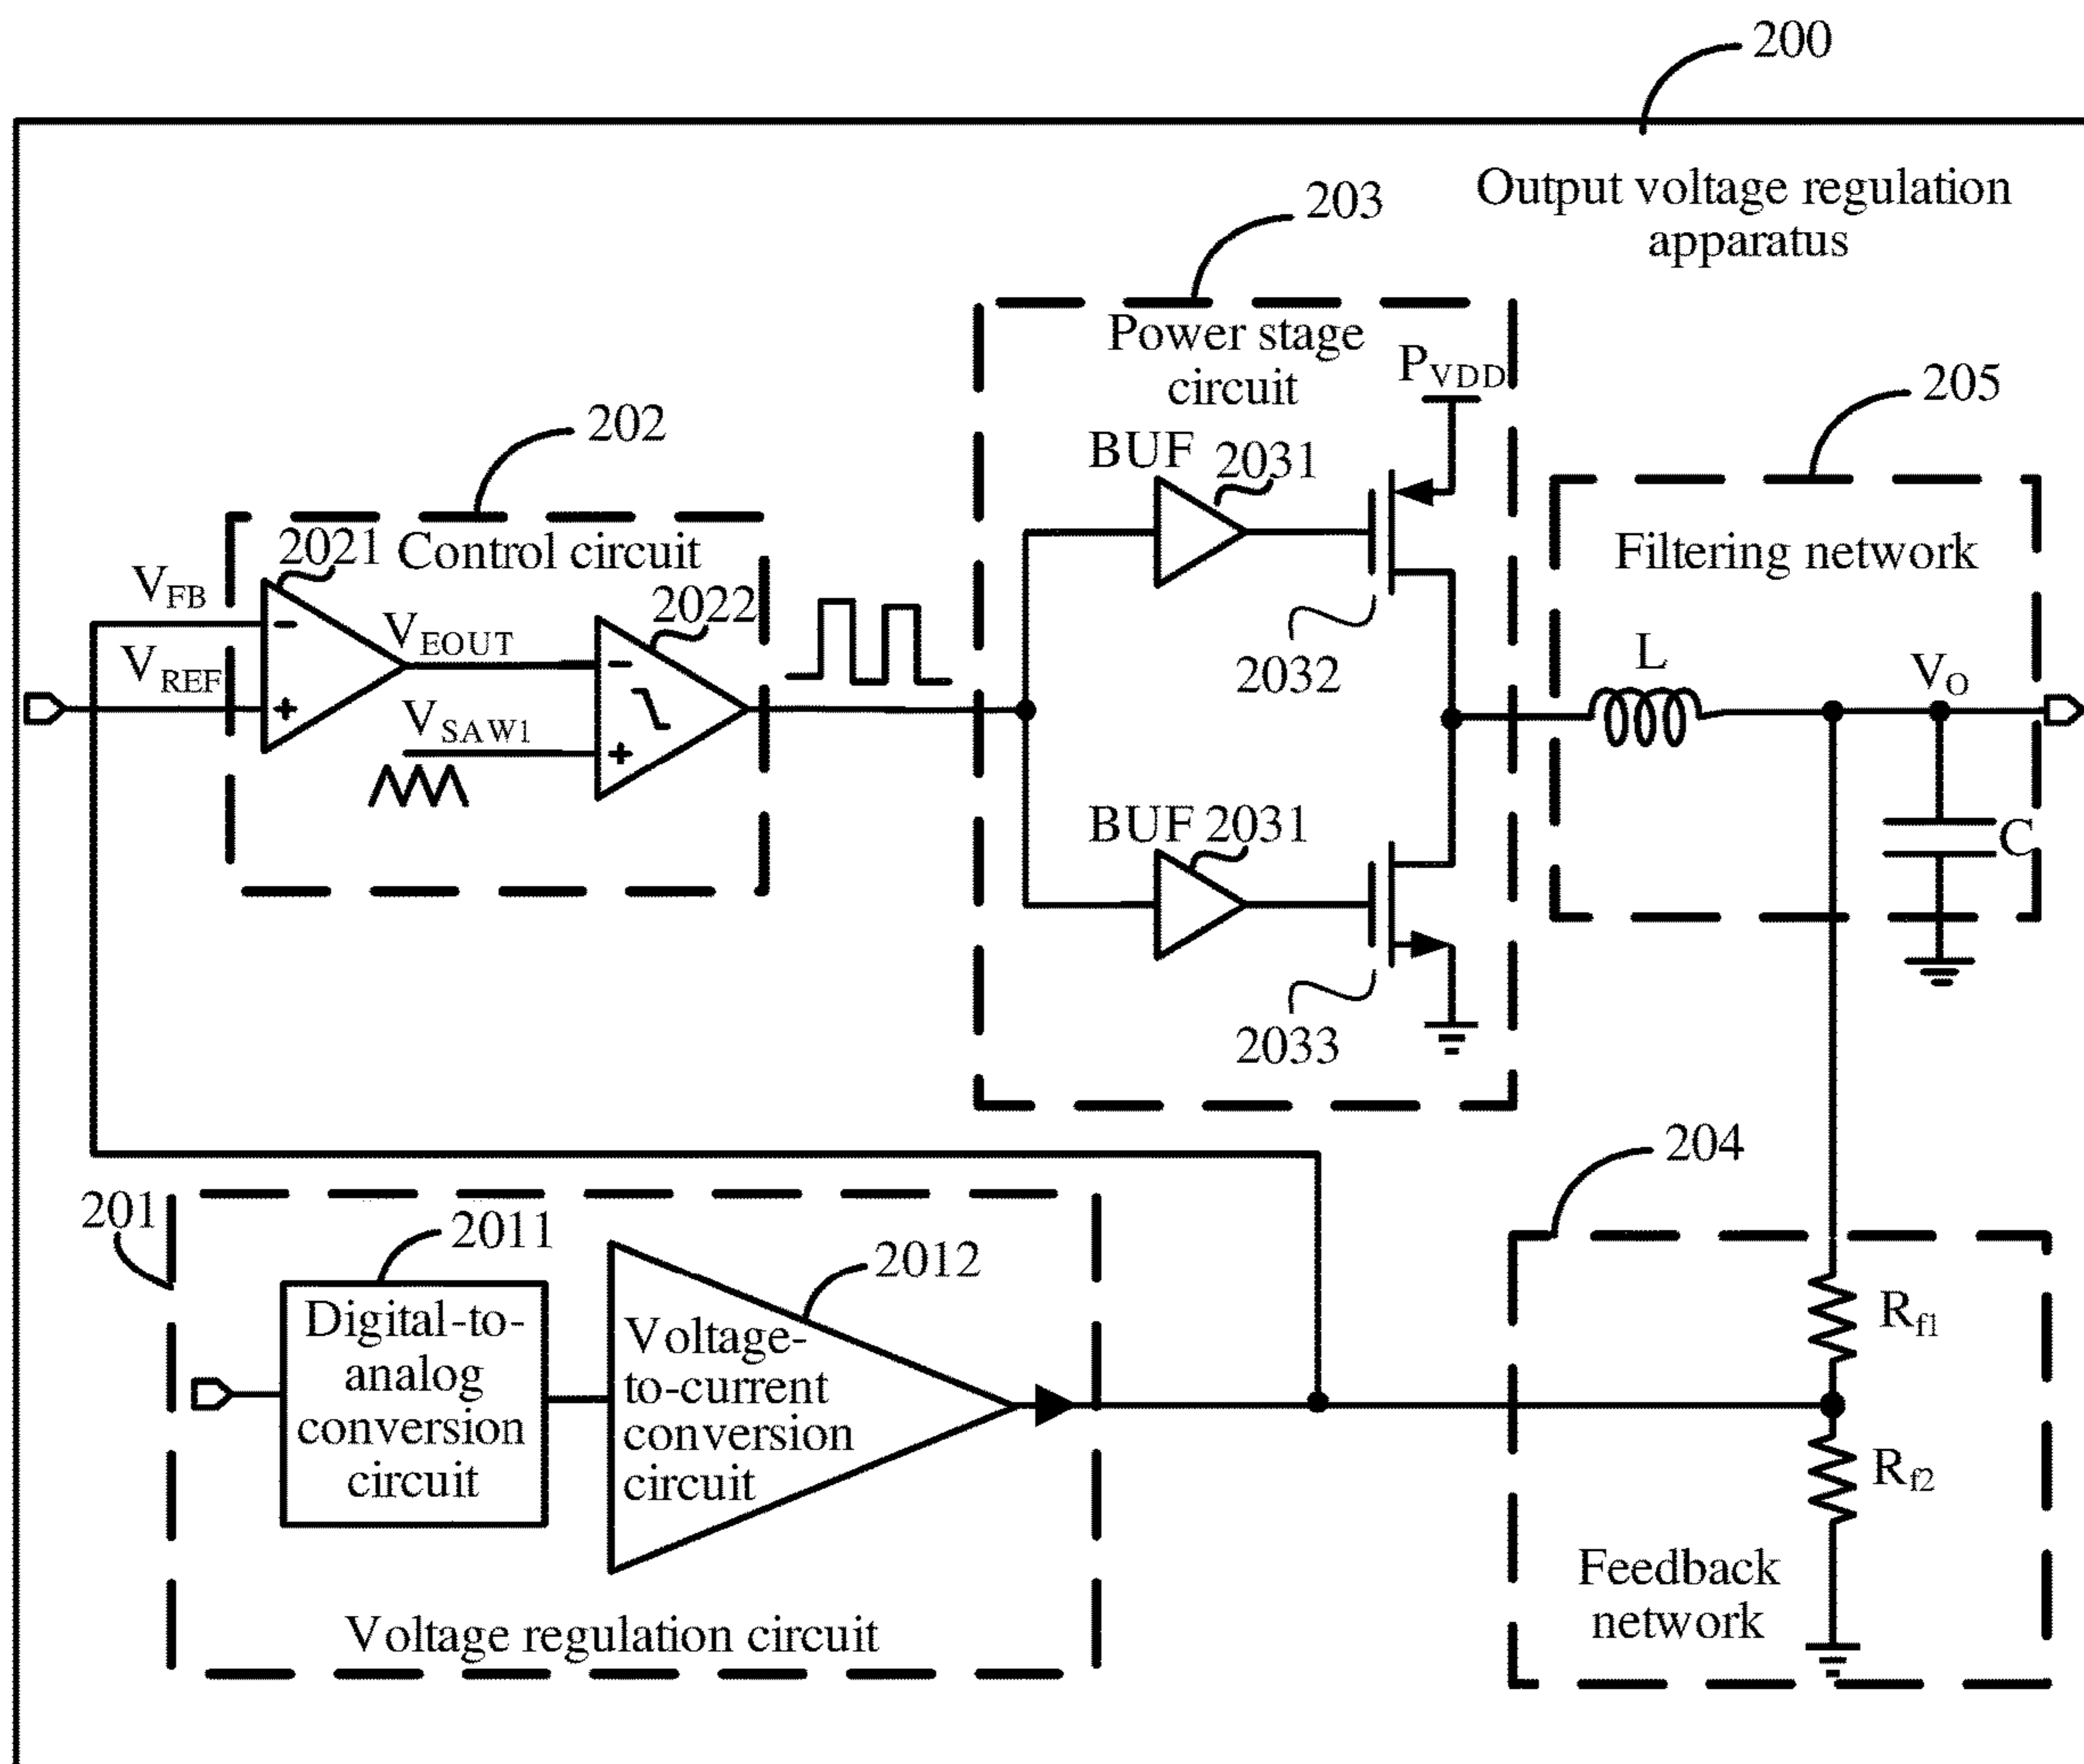 200
Output voltage regulation
apparatus
203
Power stage
circuit
PVDD
205
202
BUF
2031
2021
Control circuit
Filtering network
VFB
2022
VEOUT
VREF
2032
L
VO
VSAW1
BUF
2031
C
2033
204
201
2011
2012
Digital-to-
analog
conversion
circuit
Voltage-
to-current
conversion
circuit
Rf1
Rf2
Feedback
network
Voltage regulation circuit